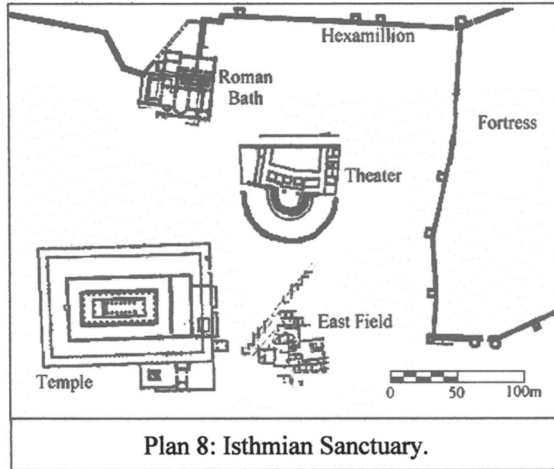 Hexamillion
Roman
Bath
Fortress
Theater
East Field
Temple
0 50 100m
Plan 8: Isthmian Sanctuary.